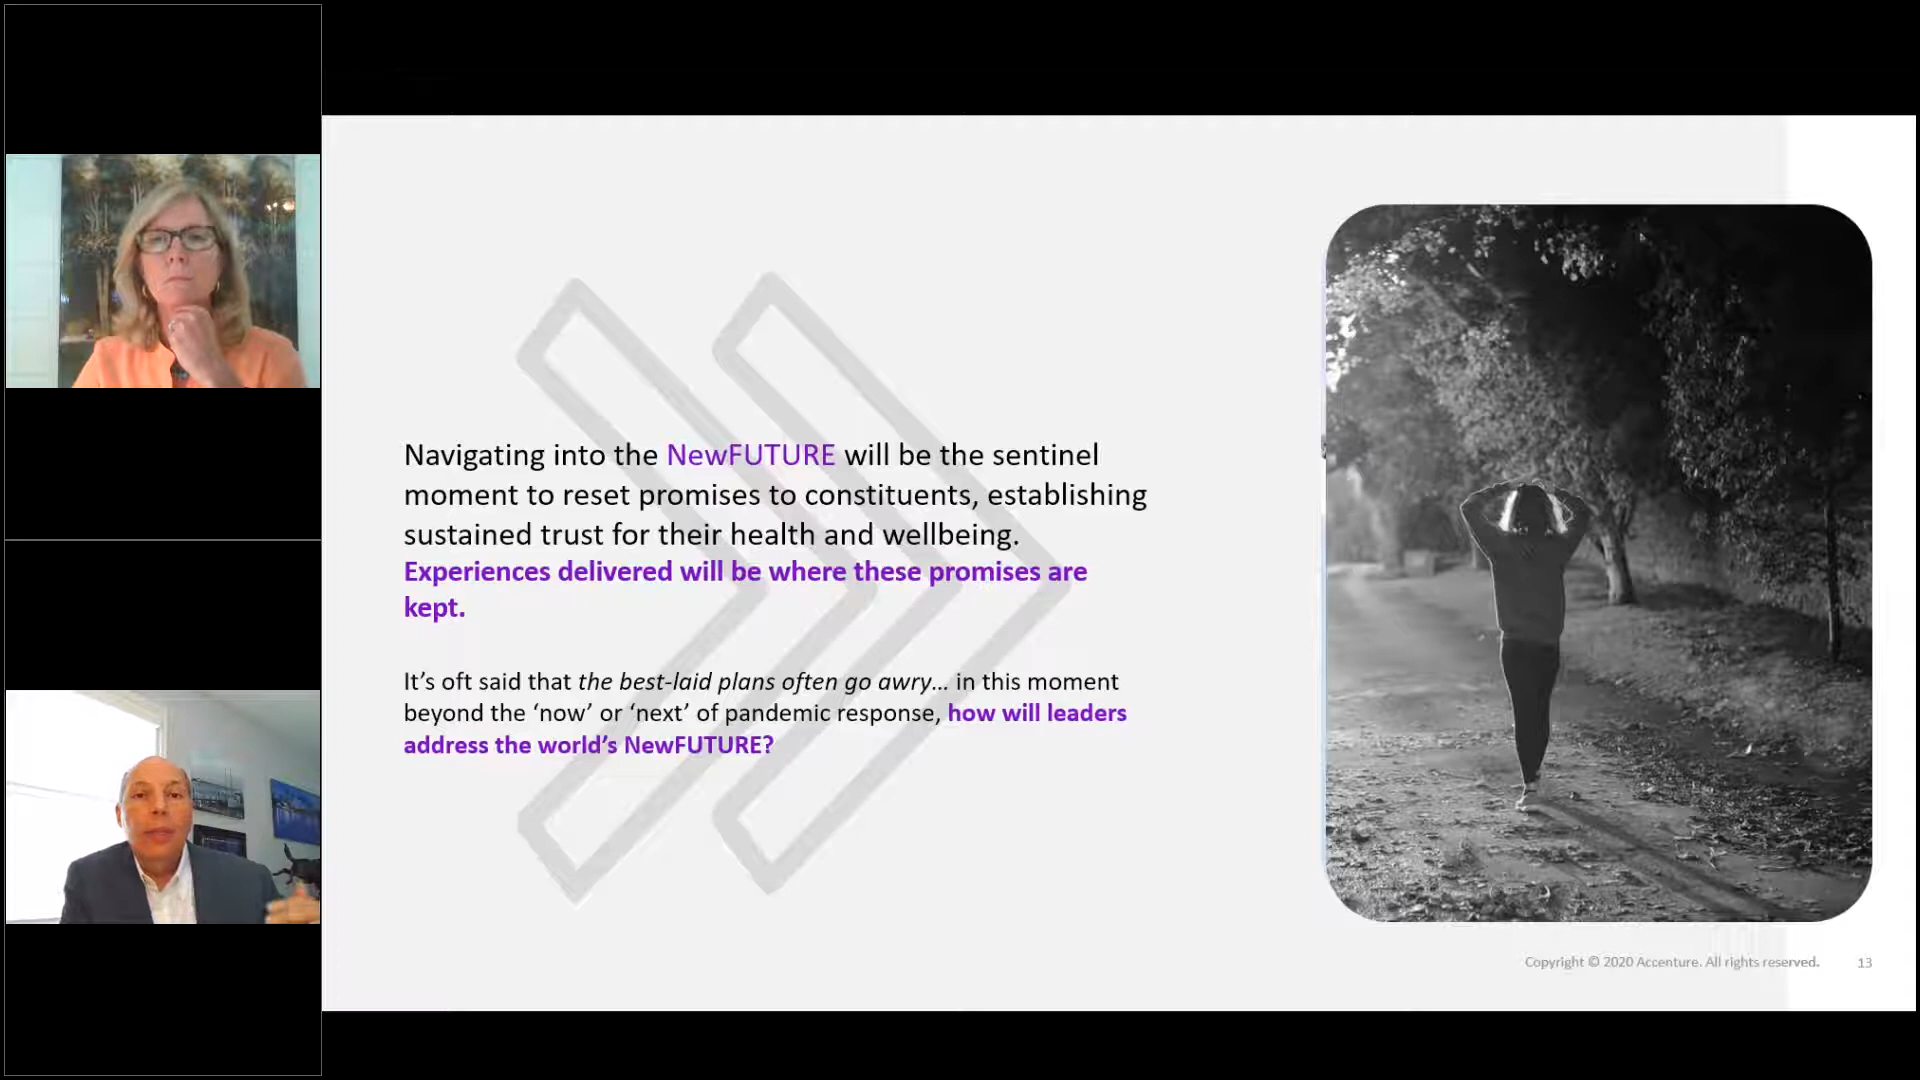 Navigating into the NewFUTURE will be the sentinel
moment to reset promises to constituents, establishing
sustained trust for their health and wellbeing.
Experiences delivered will be where these promises are
kept.
It’s oft said that the best-laid plans often go awry… in this moment
beyond the ‘now’ or ‘next’ of pandemic response, how will leaders
address the world’s NewFUTURE?
Copyright © 2020 Accenture. All rights reserved. 13